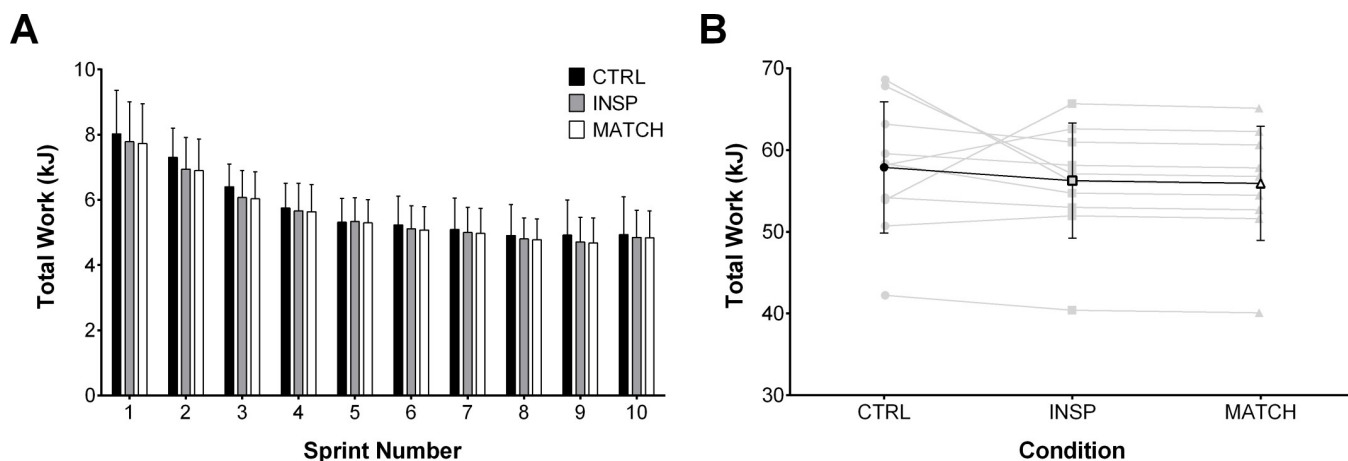 A
Total Work (kJ)
10
8
6
4
2
0
CTRL
INSP
MATCH
1 2 3 4 5 6 7 8 9 10
Sprint Number
B
Total Work (kJ)
70
60
50
40
30
CTRL INSP MATCH
Condition